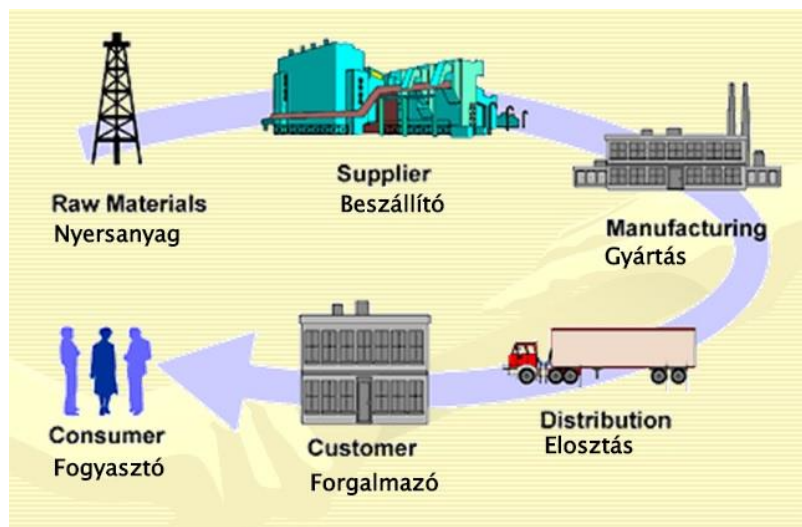 Raw Materials
Nyersanyag
Supplier
Beszállító
Manufacturing
Gyártás
Distribution
Elosztás
Customer
Forgalmazó
Consumer
Fogyasztó